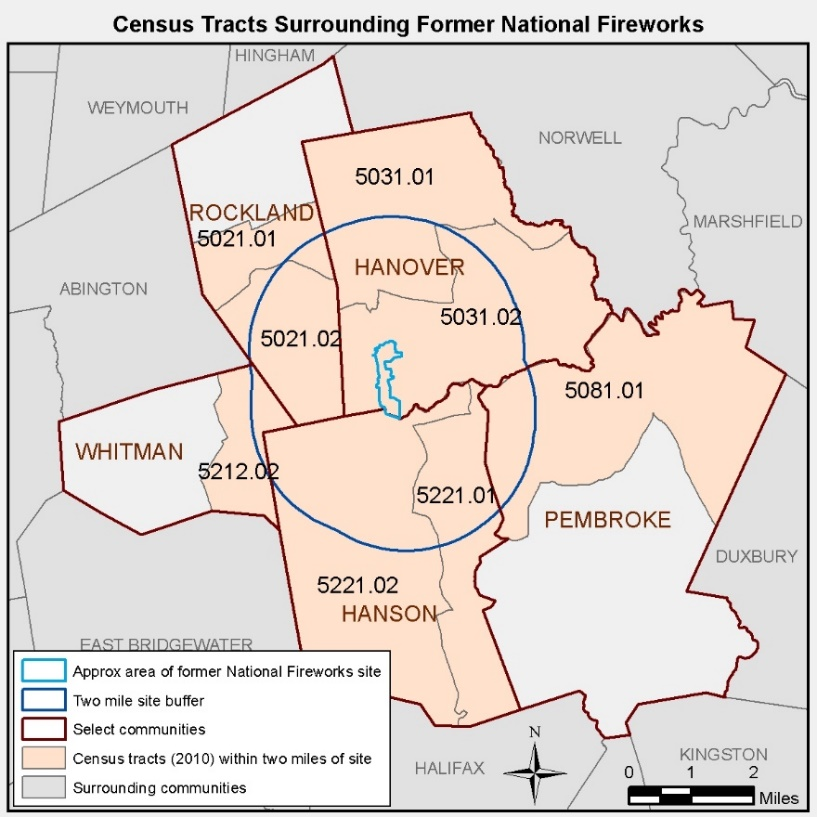 Census Tracts Surrounding Former National Fireworks
HINGHAM
WEYMOUTH
NORWELL
5031.01
ROCKLAND
MARSHFIELD
5021.01
HANOVER
ABINGTON
5031.02
5021.02
5081.01
WHITMAN
5212.02
5221.01
PEMBROKE
DUXBURY
5221.02
HANSON
EAST BRIDGEWATER
Approx area of former National Fireworks site
Two mile site buffer
Select communities
Census tracts (2010) within two miles of site
Surrounding communities
HALIFAX
N
KINGSTON
0 1 2
Miles